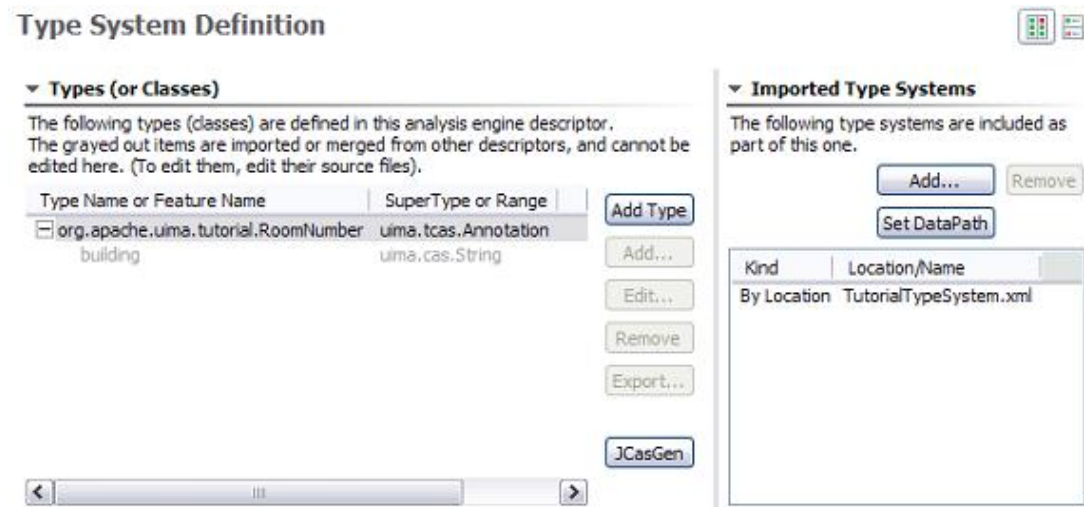 Type System Definition
Types (or Classes)
The following types (classes) are defined in this analysis engine descriptor.
The grayed out items are imported or merged from other descriptors, and cannot be
edited here. (To edit them, edit their source files).
Type Name or Feature Name SuperType or Range
org.apache.uima.tutorial.RoomNumber uima.tcas.Annotation
building uima.cas.String
Add Type
Add...
Edit...
Remove
Export...
JCasGen
Imported Type Systems
The following type systems are included as
part of this one.
Add... Remove
Set DataPath
Kind Location/Name
By Location TutorialTypeSystem.xml